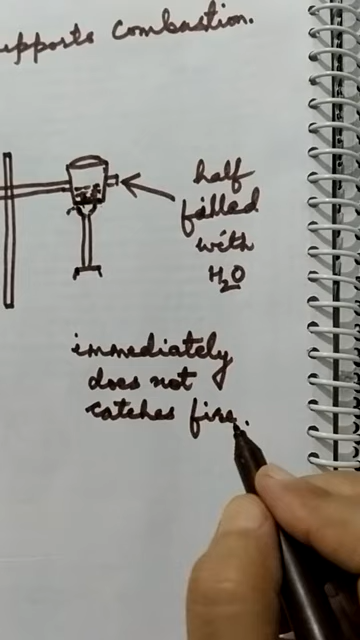 supports combustion.
half
filled
with
H2O
immediately
does not
catches fire.